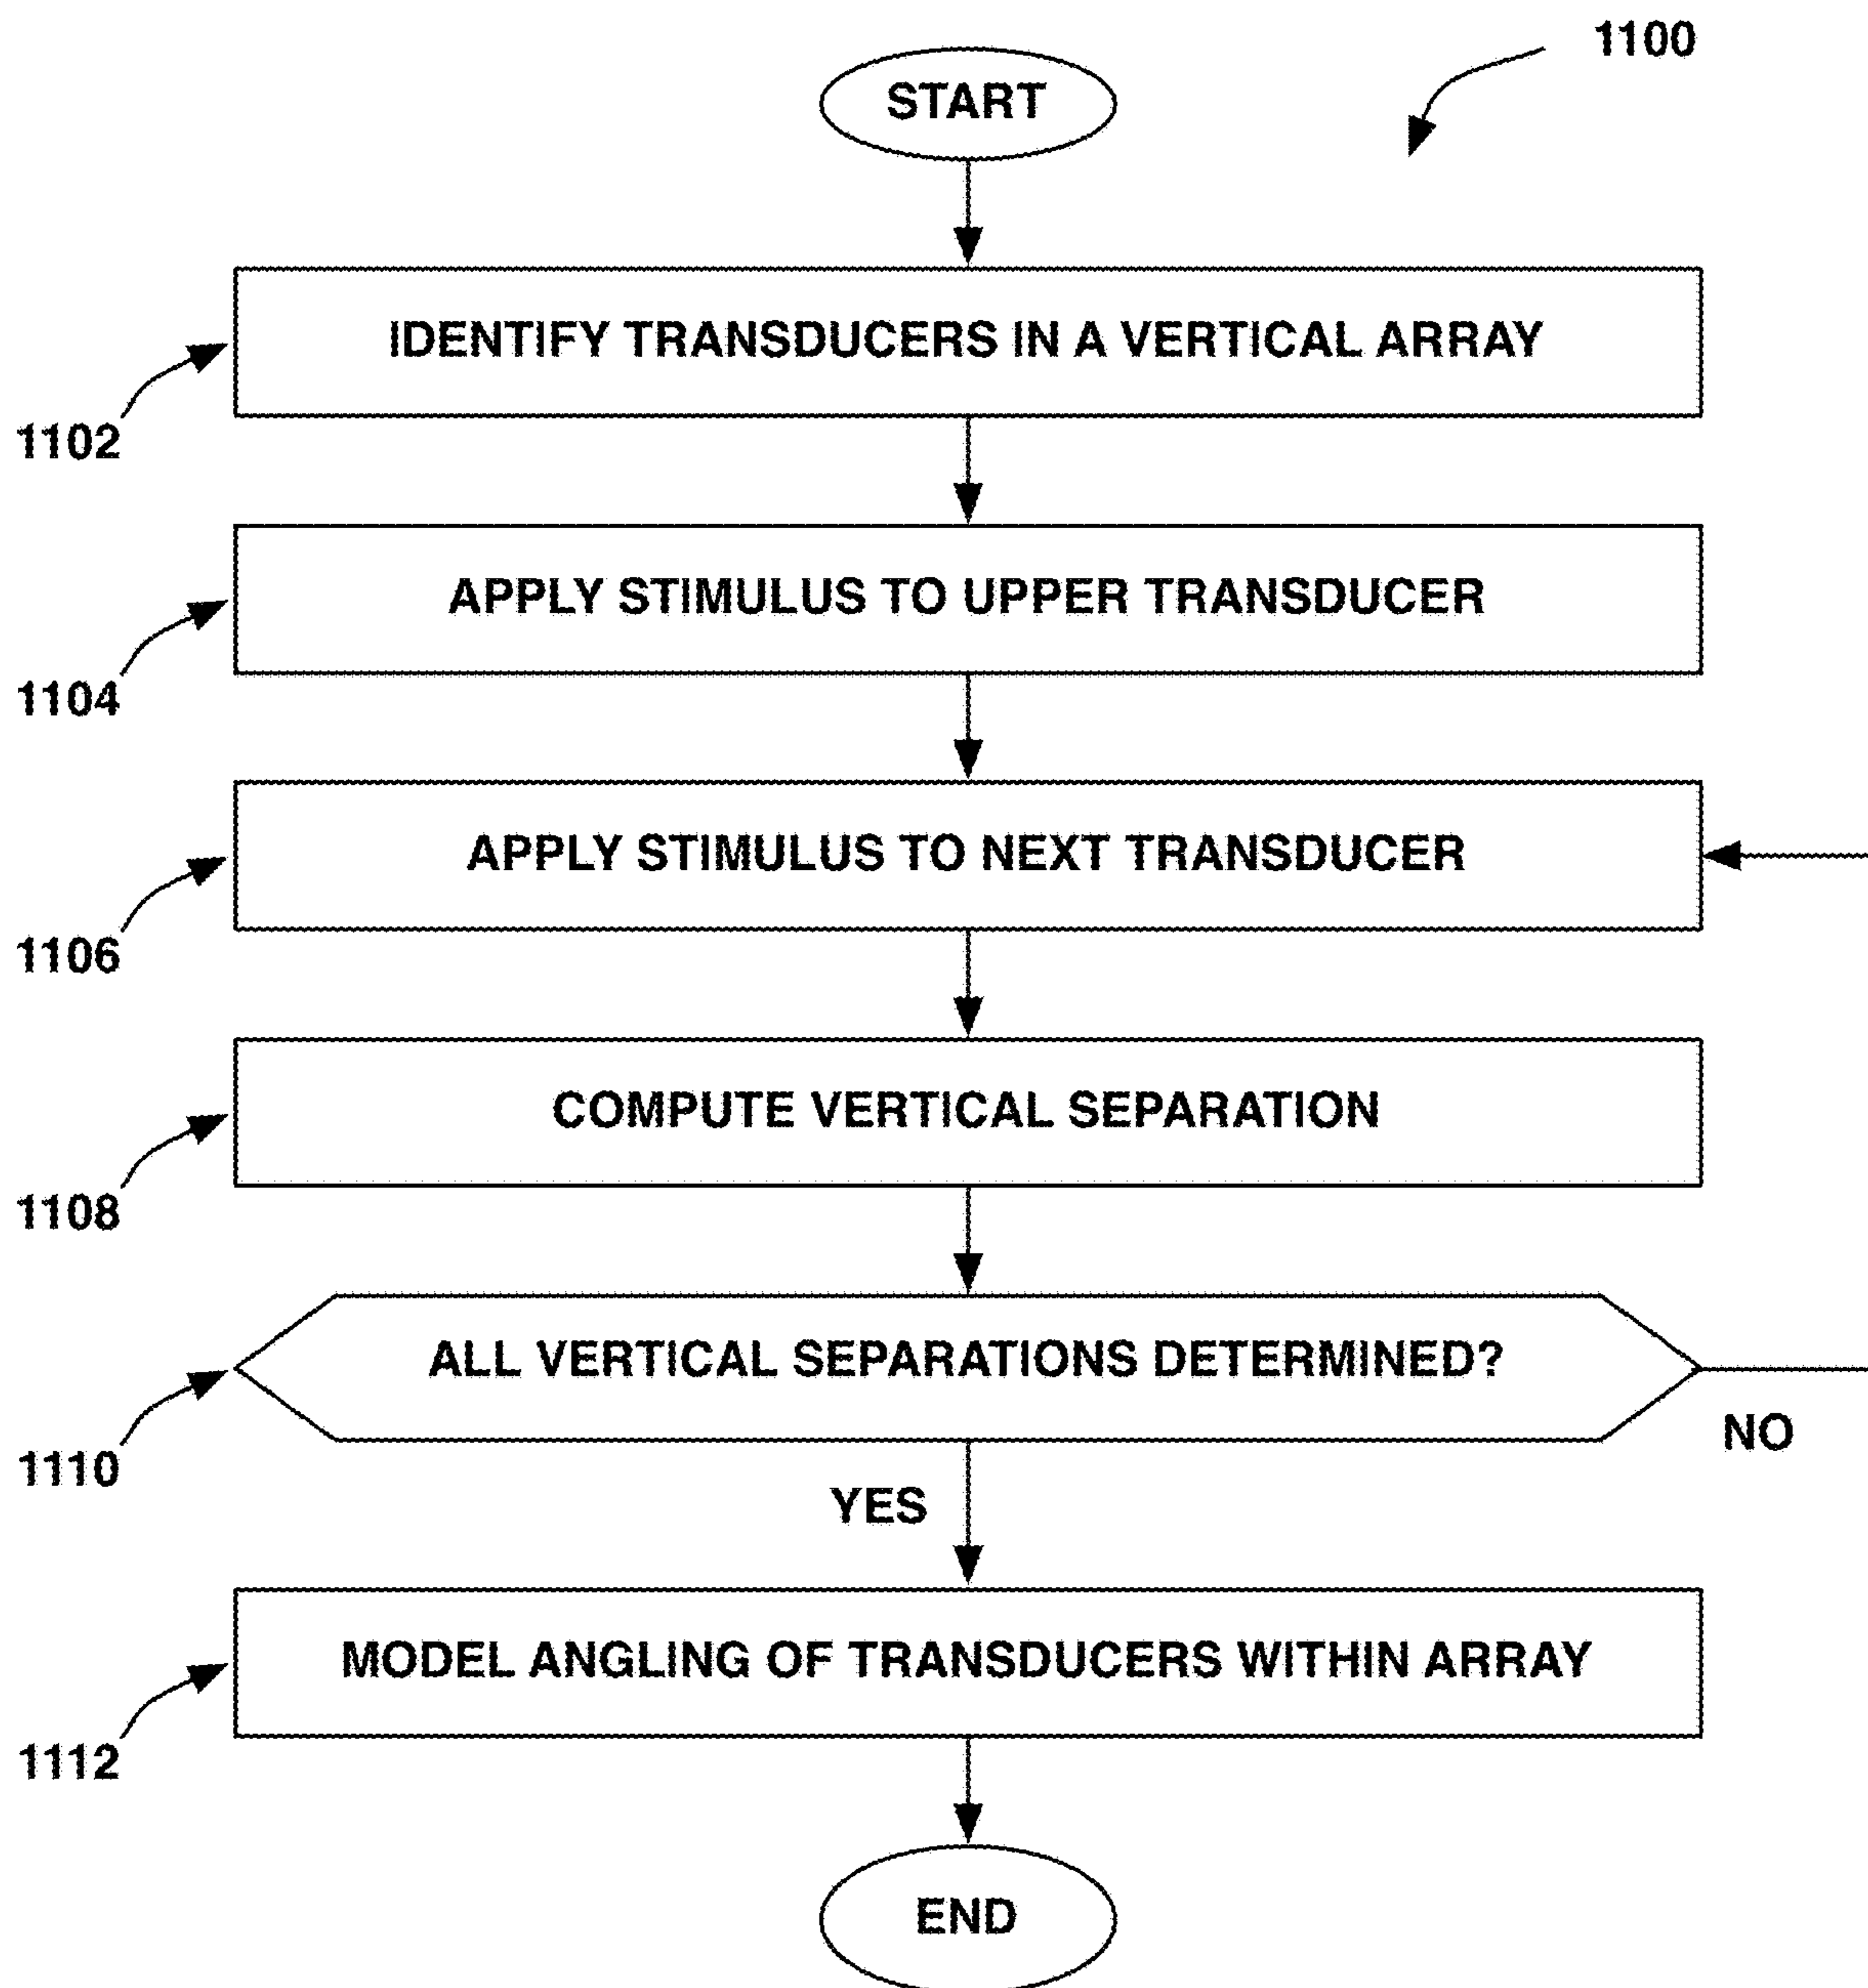 1100
START
IDENTIFY TRANSDUCERS IN A VERTICAL ARRAY
1102
APPLY STIMULUS TO UPPER TRANSDUCER
1104
APPLY STIMULUS TO NEXT TRANSDUCER
1106
COMPUTE VERTICAL SEPARATION
1108
ALL VERTICAL SEPARATIONS DETERMINED?
1110
NO
YES
MODEL ANGLING OF TRANSDUCERS WITHIN ARRAY
1112
END